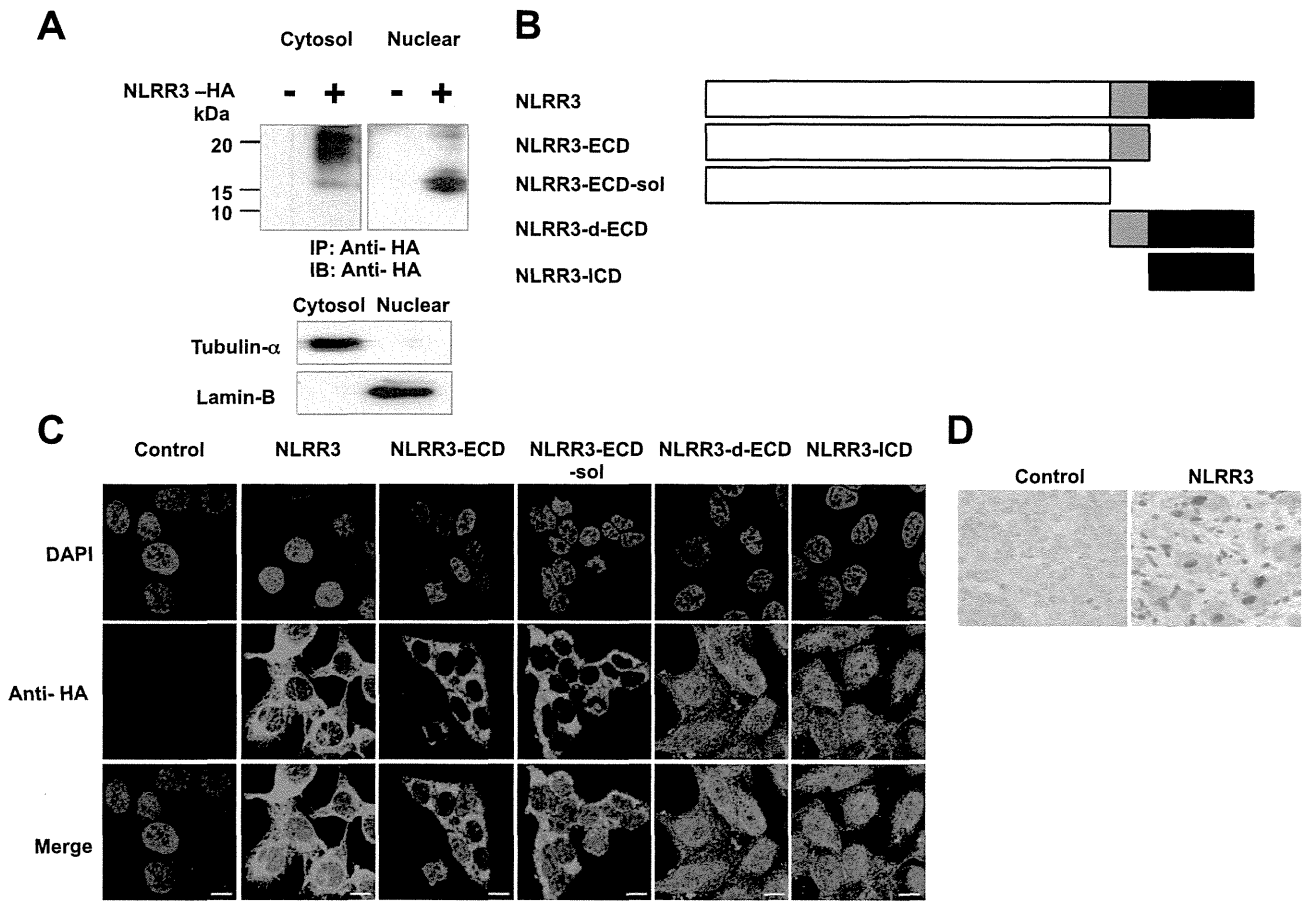 A
Cytosol Nuclear
NLRR3 –HA - + - +
kDa
20
15
10
IP: Anti- HA
IB: Anti- HA
Cytosol Nuclear
Tubulin-α
Lamin-B
B
NLRR3
NLRR3-ECD
NLRR3-ECD-sol
NLRR3-d-ECD
NLRR3-ICD
C
Control NLRR3 NLRR3-ECD NLRR3-ECD NLRR3-d-ECD NLRR3-ICD
-sol
DAPI
Anti- HA
Merge
D
Control NLRR3